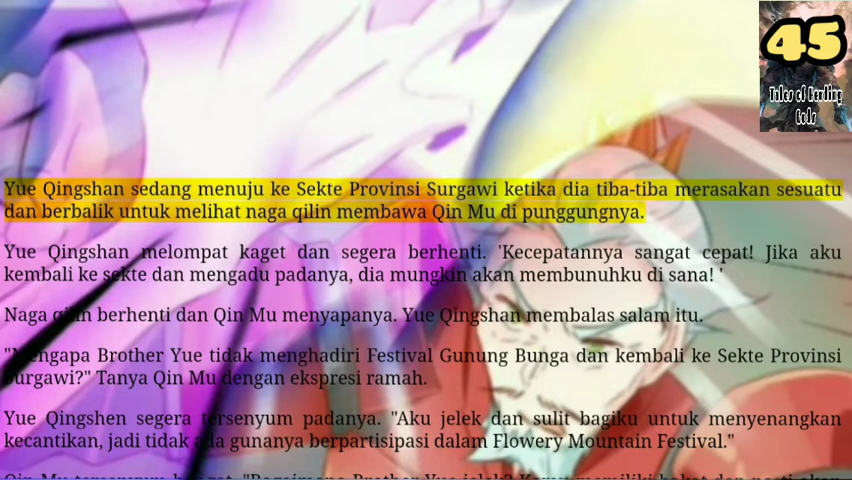 45
Tales of Herding
Gods
Yue Qingshan sedang menuju ke Sekte Provinsi Surgawi ketika dia tiba-tiba merasakan sesuatu
dan berbalik untuk melihat naga qilin membawa Qin Mu di punggungnya.
Yue Qingshan melompat kaget dan segera berhenti. 'Kecepatannya sangat cepat! Jika aku
kembali ke sekte dan mengadu padanya, dia mungkin akan membunuhku di sana! '
Naga qilin berhenti dan Qin Mu menyapanya. Yue Qingshan membalas salam itu.
"Mengapa Brother Yue tidak menghadiri Festival Gunung Bunga dan kembali ke Sekte Provinsi
Surgawi?" Tanya Qin Mu dengan ekspresi ramah.
Yue Qingshen segera tersenyum padanya. "Aku jelek dan sulit bagiku untuk menyenangkan
kecantikan, jadi tidak ada gunanya berpartisipasi dalam Flowery Mountain Festival."